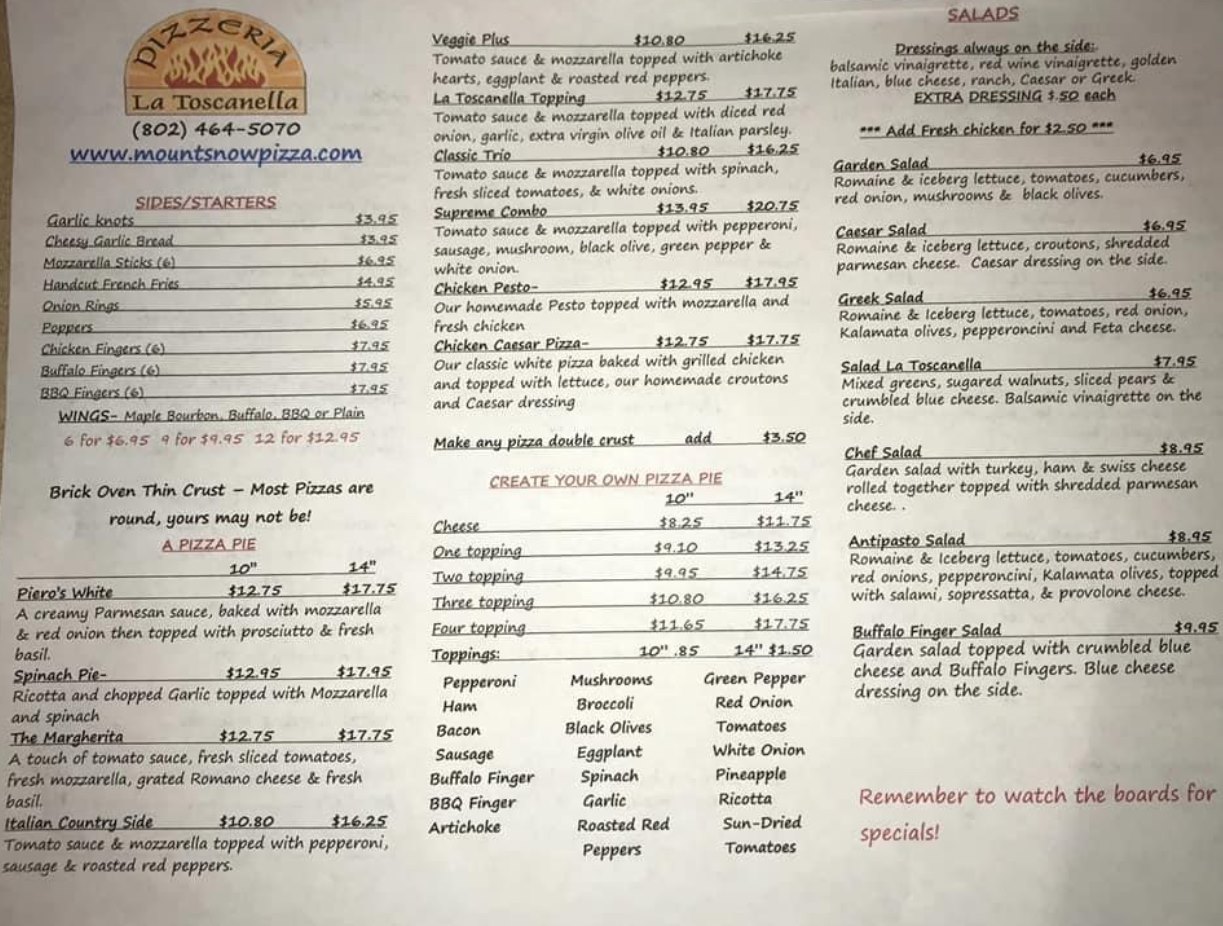 PIZZERIA
La Toscanella
(802) 464-5070
www.mountsnowpizza.com
SIDES/STARTERS
Garlic knots $3.95
Cheesy Garlic Bread $3.95
Mozzarella Sticks (6) $6.95
Handcut French Fries $4.95
Onion Rings $5.95
Poppers $6.95
Chicken Fingers (6) $7.95
Buffalo Fingers (6) $7.95
BBQ Fingers (6) $7.95
WINGS- Maple Bourbon, Buffalo, BBQ or Plain
6 for $6.95 9 for $9.95 12 for $12.95
Brick Oven Thin Crust – Most Pizzas are
round, yours may not be!
A PIZZA PIE
10" 14"
Piero's White $12.75 $17.75
A creamy Parmesan sauce, baked with mozzarella
& red onion then topped with prosciutto & fresh
basil.
Spinach Pie- $12.95 $17.95
Ricotta and chopped Garlic topped with Mozzarella
and spinach
The Margherita $12.75 $17.75
A touch of tomato sauce, fresh sliced tomatoes,
fresh mozzarella, grated Romano cheese & fresh
basil.
Italian Country Side $10.80 $16.25
Tomato sauce & mozzarella topped with pepperoni,
sausage & roasted red peppers.
Veggie Plus $10.80 $16.25
Tomato sauce & mozzarella topped with artichoke
hearts, eggplant & roasted red peppers.
La Toscanella Topping $12.75 $17.75
Tomato sauce & mozzarella topped with diced red
onion, garlic, extra virgin olive oil & Italian parsley.
Classic Trio $10.80 $16.25
Tomato sauce & mozzarella topped with spinach,
fresh sliced tomatoes, & white onions.
Supreme Combo $13.95 $20.75
Tomato sauce & mozzarella topped with pepperoni,
sausage, mushroom, black olive, green pepper &
white onion.
Chicken Pesto- $12.95 $17.95
Our homemade Pesto topped with mozzarella and
fresh chicken
Chicken Caesar Pizza- $12.75 $17.75
Our classic white pizza baked with grilled chicken
and topped with lettuce, our homemade croutons
and Caesar dressing
Make any pizza double crust add $3.50
CREATE YOUR OWN PIZZA PIE
10" 14"
Cheese $8.25 $11.75
One topping $9.10 $13.25
Two topping $9.95 $14.75
Three topping $10.80 $16.25
Four topping $11.65 $17.75
Toppings: 10" .85 14" $1.50
Pepperoni Mushrooms Green Pepper
Ham Broccoli Red Onion
Bacon Black Olives Tomatoes
Sausage Eggplant White Onion
Buffalo Finger Spinach Pineapple
BBQ Finger Garlic Ricotta
Artichoke Roasted Red Sun-Dried
Peppers Tomatoes
SALADS
Dressings always on the side:
balsamic vinaigrette, red wine vinaigrette, golden
Italian, blue cheese, ranch, Caesar or Greek.
EXTRA DRESSING $.50 each
*** Add Fresh chicken for $2.50 ***
Garden Salad $6.95
Romaine & iceberg lettuce, tomatoes, cucumbers,
red onion, mushrooms & black olives.
Caesar Salad $6.95
Romaine & iceberg lettuce, croutons, shredded
parmesan cheese. Caesar dressing on the side.
Greek Salad $6.95
Romaine & Iceberg lettuce, tomatoes, red onion,
Kalamata olives, pepperoncini and Feta cheese.
Salad La Toscanella $7.95
Mixed greens, sugared walnuts, sliced pears &
crumbled blue cheese. Balsamic vinaigrette on the
side.
Chef Salad $8.95
Garden salad with turkey, ham & swiss cheese
rolled together topped with shredded parmesan
cheese. .
Antipasto Salad $8.95
Romaine & Iceberg lettuce, tomatoes, cucumbers,
red onions, pepperoncini, Kalamata olives, topped
with salami, sopressatta, & provolone cheese.
Buffalo Finger Salad $9.95
Garden salad topped with crumbled blue
cheese and Buffalo Fingers. Blue cheese
dressing on the side.
Remember to watch the boards for
specials!